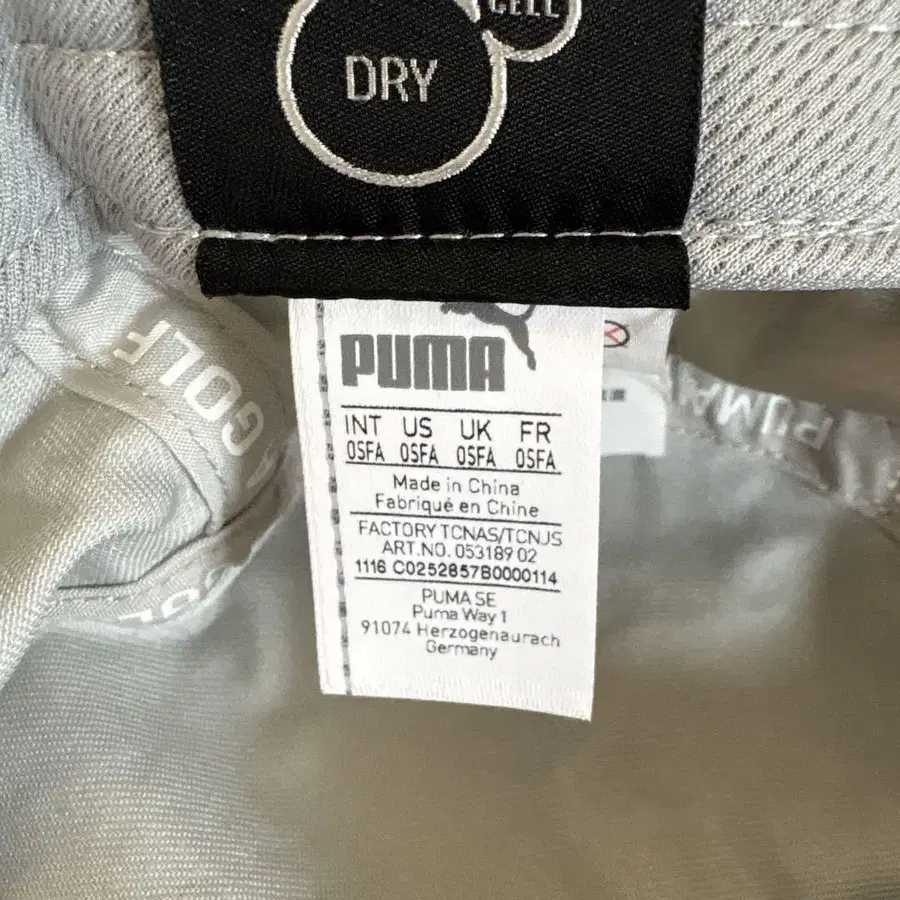 CELL
DRY
PUMA
INT US UK FR
OSFA OSFA OSFA OSFA
Made in China
Fabriqué en Chine
FACTORY TCNAS/TCNJS
ART.NO. 053189 02
1116 C0252857B0000114
PUMA SE
Puma Way 1
91074 Herzogenaurach
Germany
A GOLF
PUMA